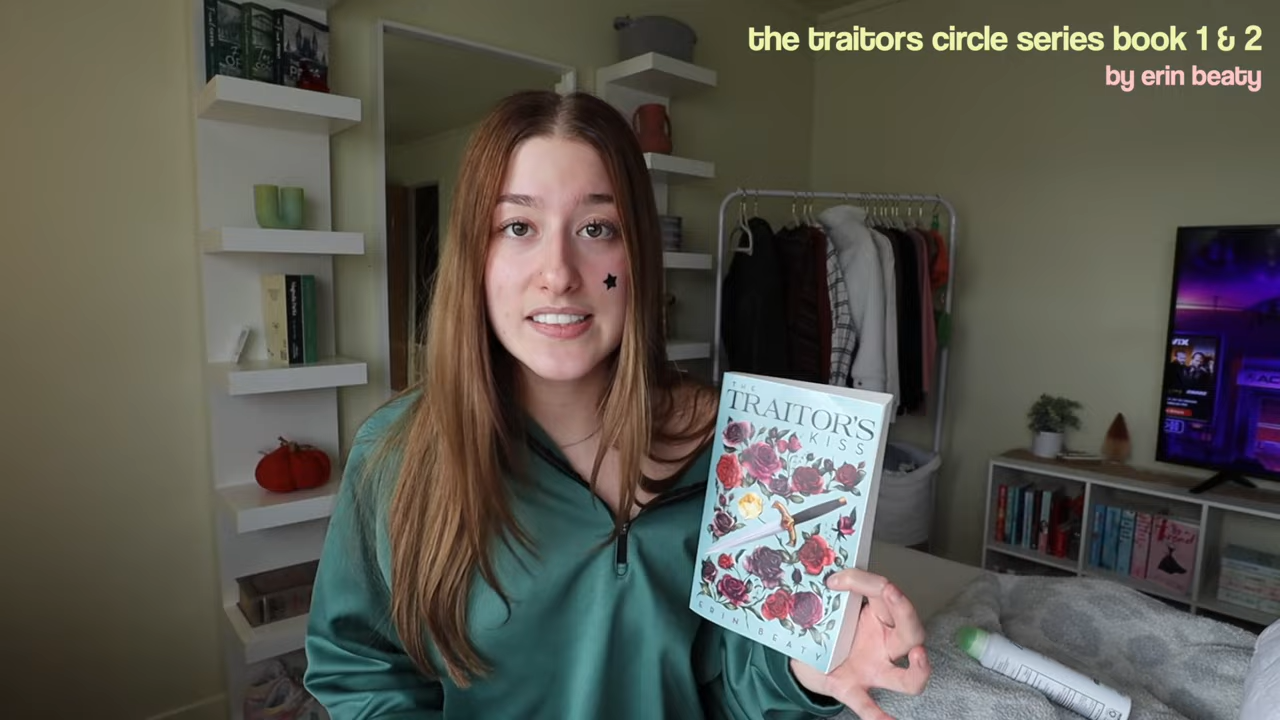 the traitors circle series book 1 & 2
by erin beaty
THE
TRAITOR'S
KISS
ERIN BEATY